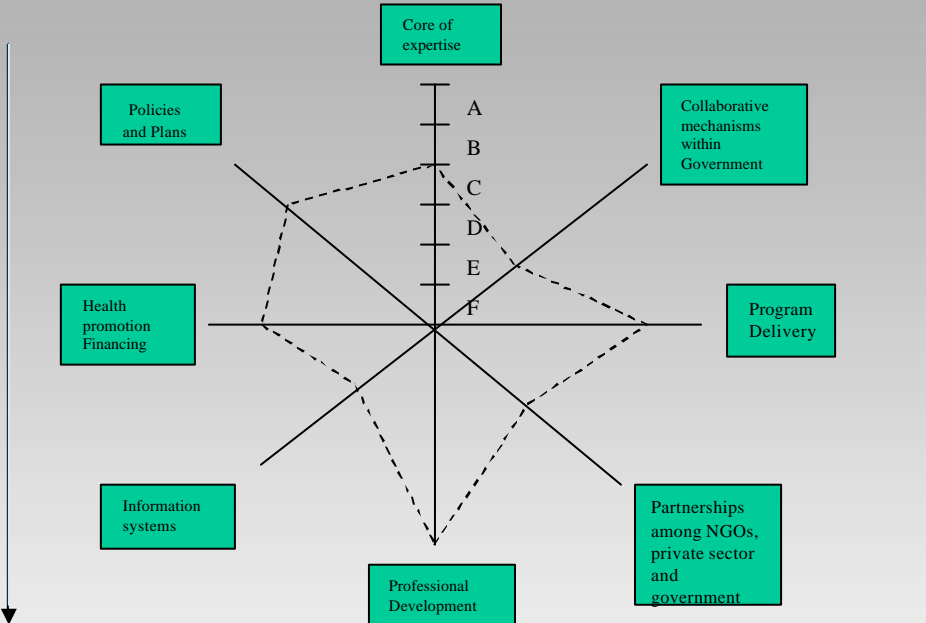 Core of
expertise
Policies
and Plans
A
B
C
D
E
F
Collaborative
mechanisms
within
Government
Health
promotion
Financing
Program
Delivery
Information
systems
Professional
Development
Partnerships
among NGOs,
private sector
and
government